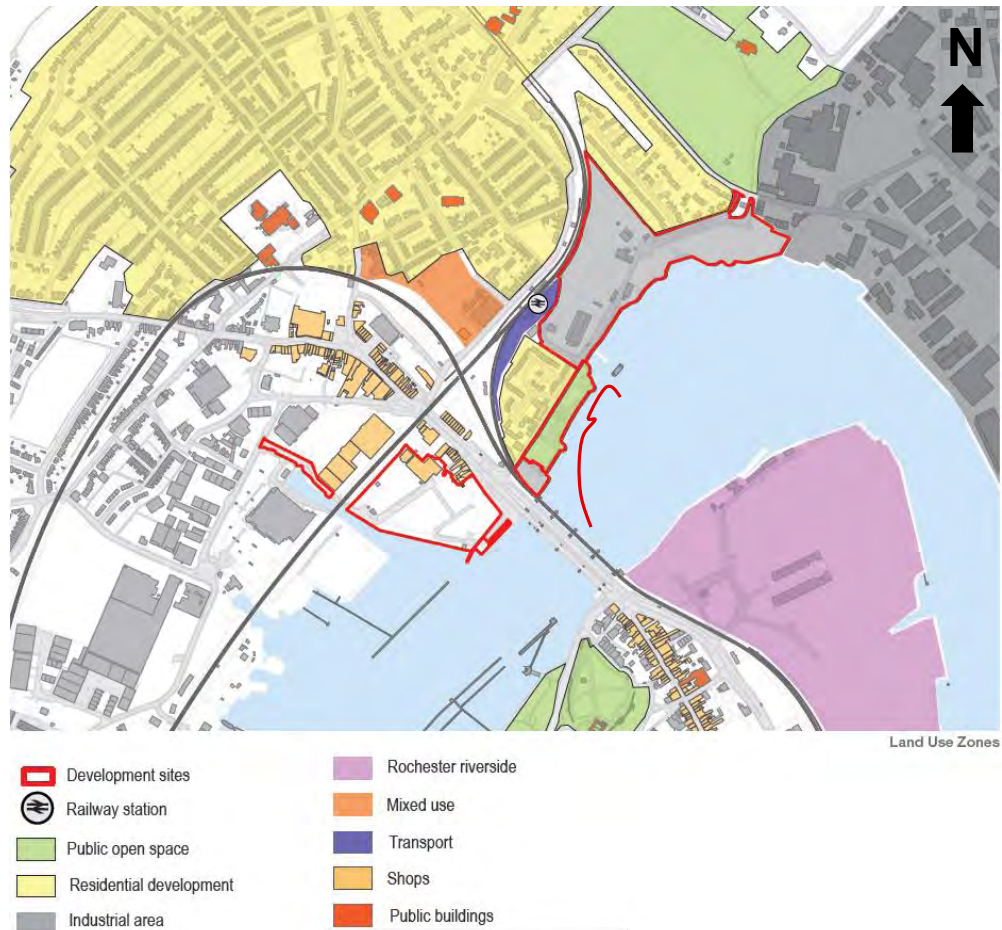 N
Land Use Zones
Development sites
Railway station
Public open space
Residential development
Industrial area
Rochester riverside
Mixed use
Transport
Shops
Public buildings